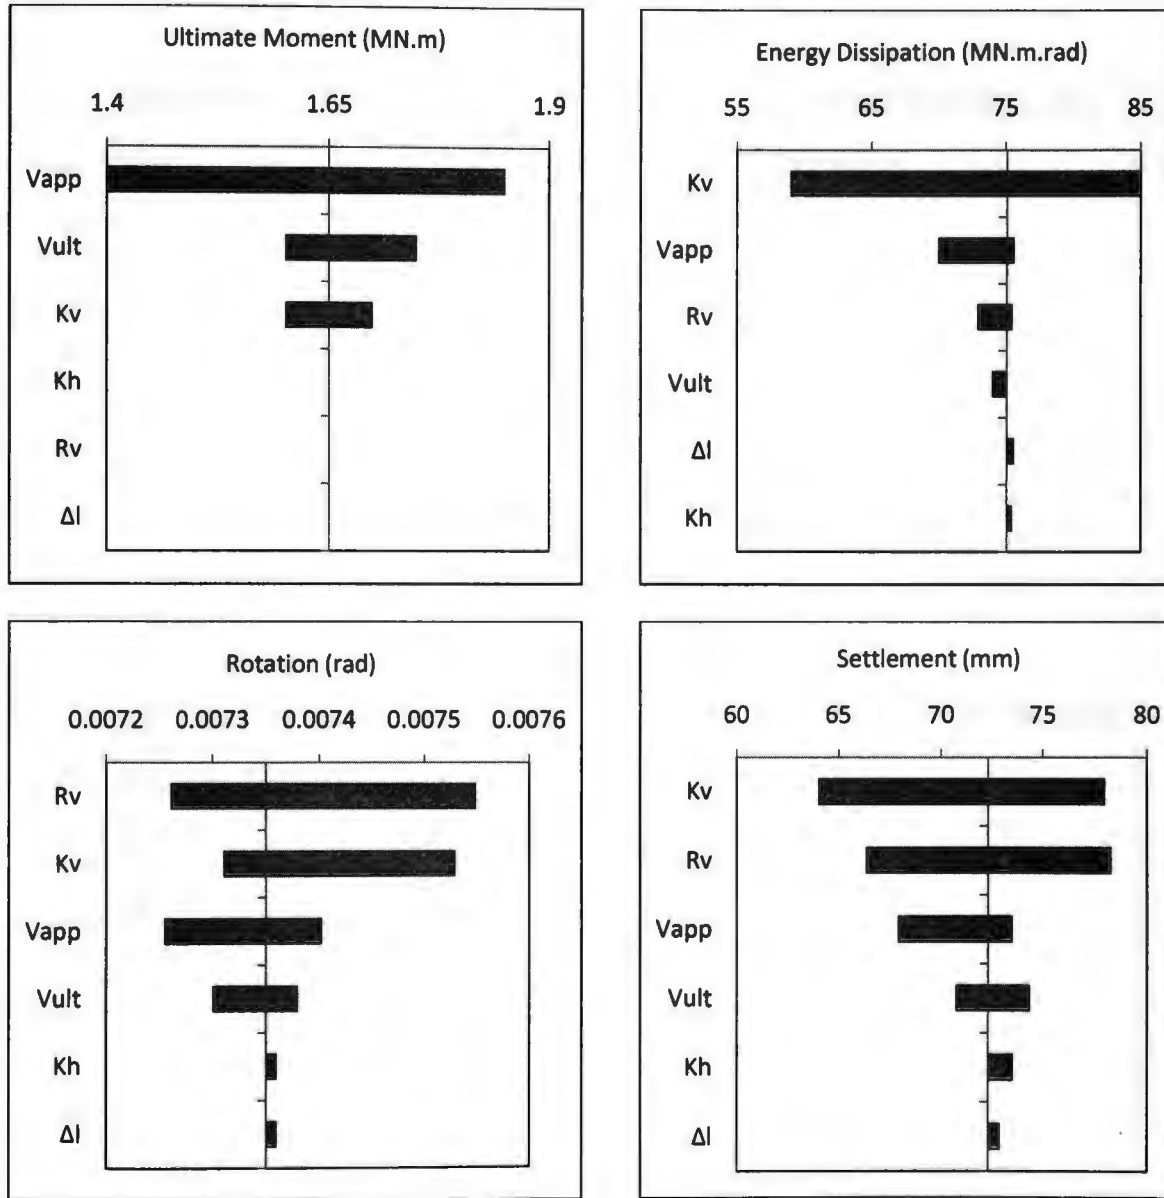 Ultimate Moment (MN.m)
1.4 1.65 1.9
Vapp
Vult
Kv
Kh
Rv
Δl
Energy Dissipation (MN.m.rad)
55 65 75 85
Kv
Vapp
Rv
Vult
Δl
Kh
Rotation (rad)
0.0072 0.0073 0.0074 0.0075 0.0076
Rv
Kv
Vapp
Vult
Kh
Δl
Settlement (mm)
60 65 70 75 80
Kv
Rv
Vapp
Vult
Kh
Δl